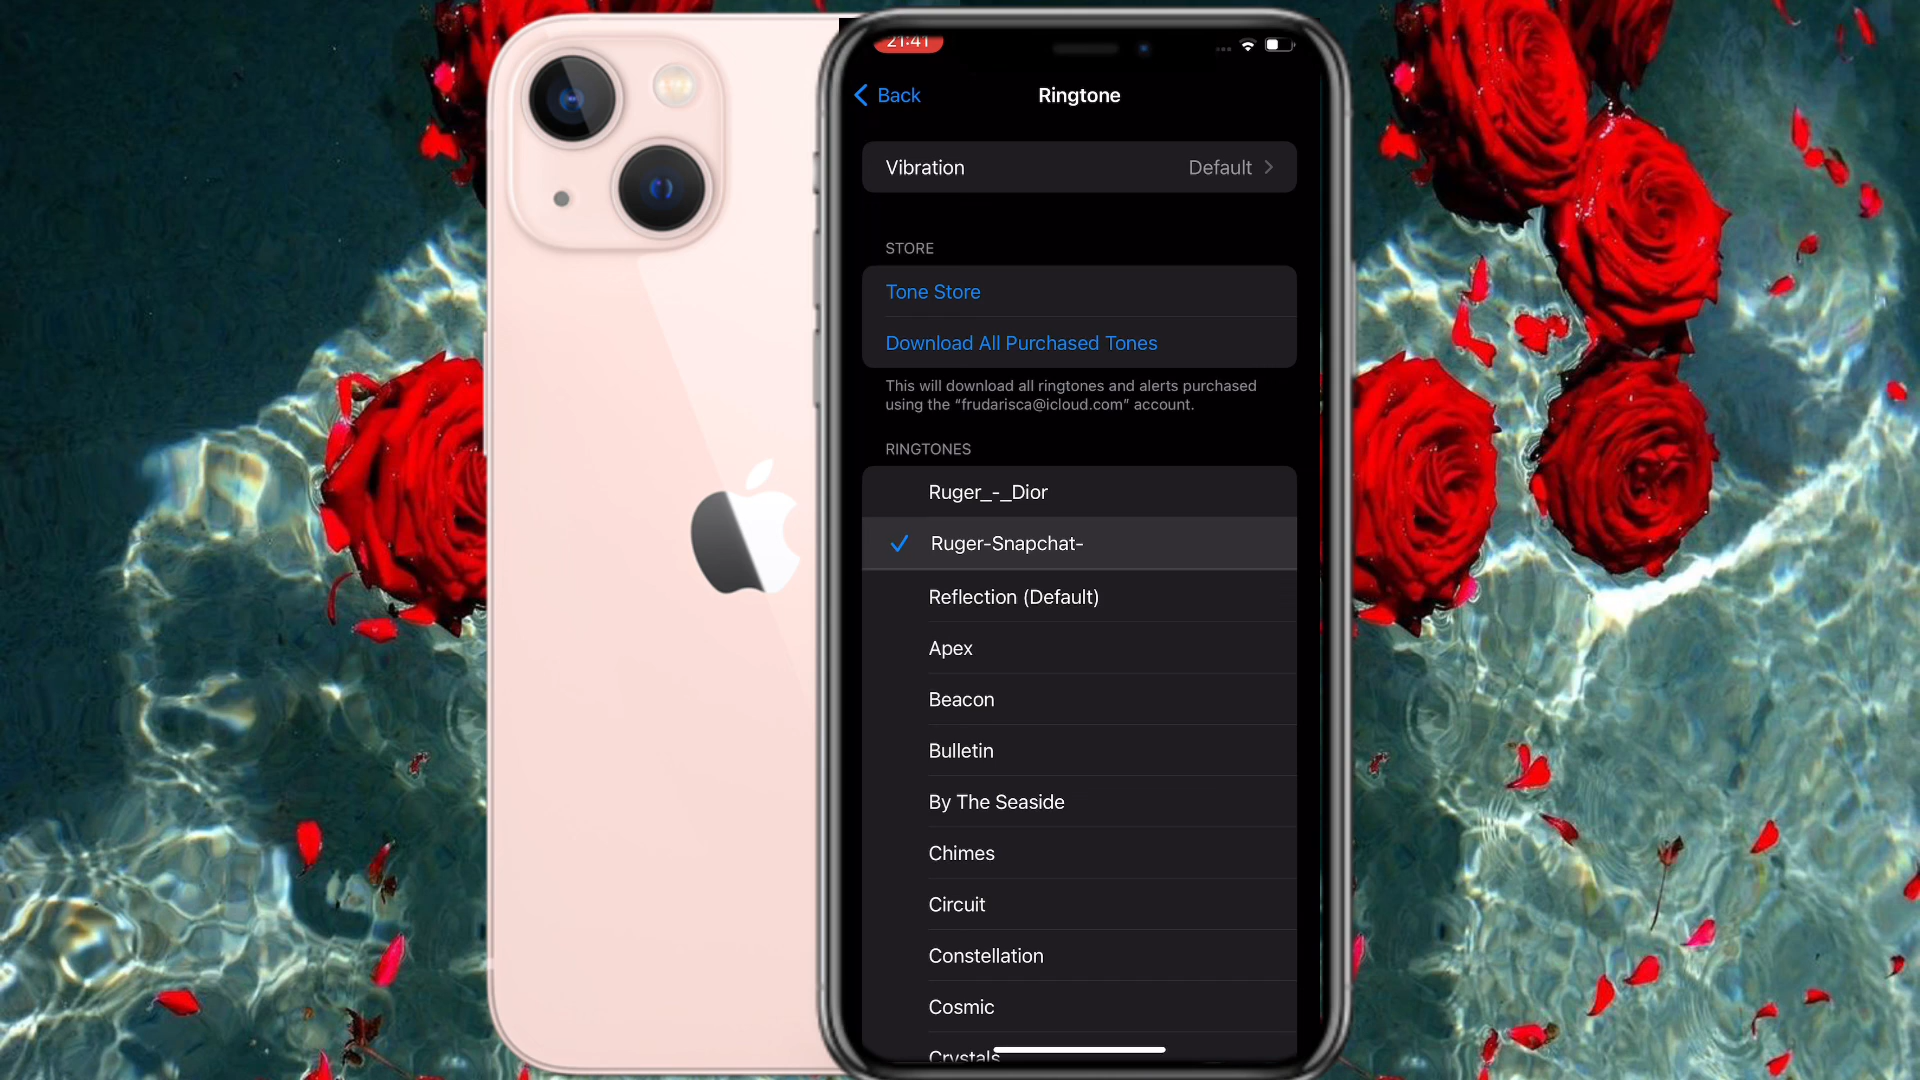 21:41
Back
Ringtone
Vibration
Default
STORE
Tone Store
Download All Purchased Tones
This will download all ringtones and alerts purchased
using the “frudarisca@icloud.com” account.
RINGTONES
Ruger_-_Dior
Ruger-Snapchat-
Reflection (Default)
Apex
Beacon
Bulletin
By The Seaside
Chimes
Circuit
Constellation
Cosmic
Crystals